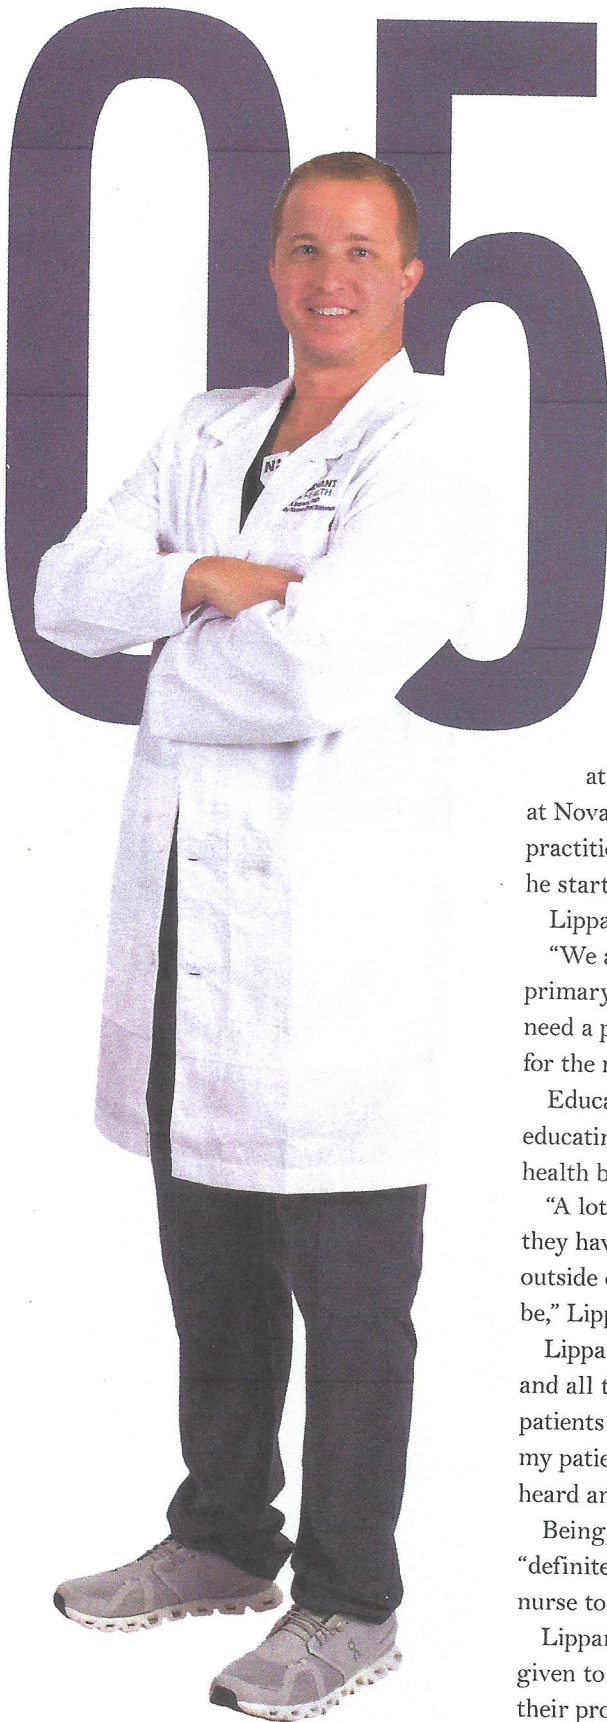 05
at
at Nova
practitio
he start
Lippa
“We a
primary
need a p
for the r
Educa
educatin
health b
“A lot
they hav
outside
be,” Lipp
Lippa
and all t
patients
my patie
heard an
Being
“definite
nurse to
Lippar
given to
their pro